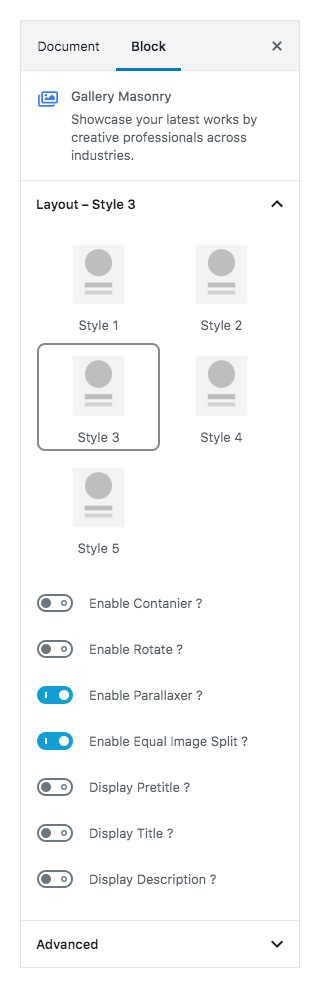 Document Block
Gallery Masonry
Showcase your latest works by
creative professionals across
industries.
Layout – Style 3
Style 1 Style 2
Style 3 Style 4
Style 5
Enable Contanier ?
Enable Rotate ?
Enable Parallaxer ?
Enable Equal Image Split ?
Display Pretitle ?
Display Title ?
Display Description ?
Advanced